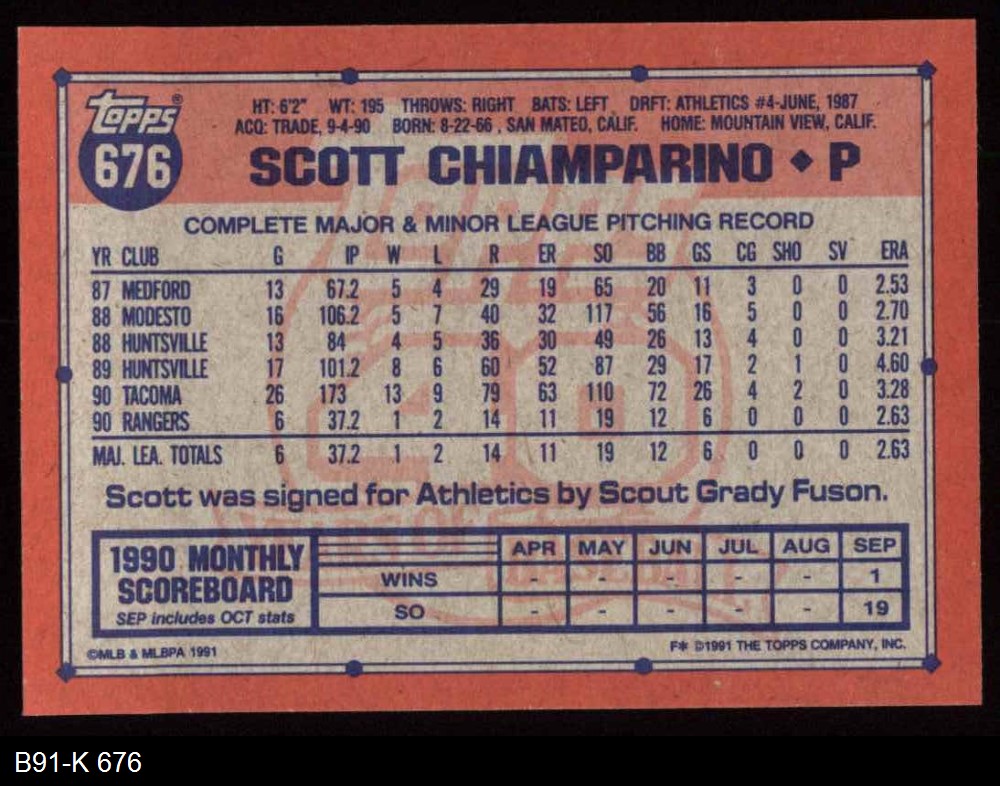 Topps®
676
HT: 6'2" WT: 195 THROWS: RIGHT BATS: LEFT DRFT: ATHLETICS #4-JUNE, 1987
ACQ: TRADE, 9-4-90 BORN: 8-22-66, SAN MATEO, CALIF. HOME: MOUNTAIN VIEW, CALIF.
SCOTT CHIAMPARINO ◆ P
COMPLETE MAJOR & MINOR LEAGUE PITCHING RECORD
YR CLUB G IP W L R ER SO BB GS CG SHO SV ERA
87 MEDFORD 13 67.2 5 4 29 19 65 20 11 3 0 0 2.53
88 MODESTO 16 106.2 5 7 40 32 117 56 16 5 0 0 2.70
88 HUNTSVILLE 13 84 4 5 36 30 49 26 13 4 0 0 3.21
89 HUNTSVILLE 17 101.2 8 6 60 52 87 29 17 2 1 0 4.60
90 TACOMA 26 173 13 9 79 63 110 72 26 4 2 0 3.28
90 RANGERS 6 37.2 1 2 14 11 19 12 6 0 0 0 2.63
MAJ. LEA. TOTALS 6 37.2 1 2 14 11 19 12 6 0 0 0 2.63
Scott was signed for Athletics by Scout Grady Fuson.
1990 MONTHLY
SCOREBOARD
SEP includes OCT stats
APR MAY JUN JUL AUG SEP
WINS - - - - - 1
SO - - - - - 19
©MLB & MLBPA 1991
F* ©1991 THE TOPPS COMPANY, INC.
Topps
40
YEARS OF
BASEBALL
B91-K 676